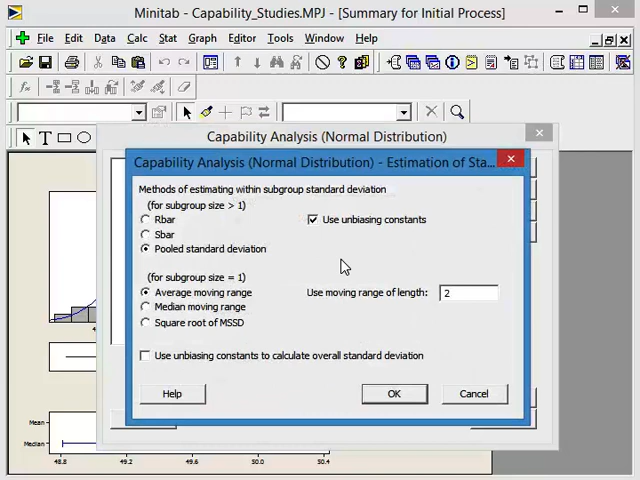 Minitab - Capability_Studies.MPJ - [Summary for Initial Process]
File Edit Data Calc Stat Graph Editor Tools Window Help
Capability Analysis (Normal Distribution)
Capability Analysis (Normal Distribution) - Estimation of Sta...
Methods of estimating within subgroup standard deviation
(for subgroup size > 1)
Rbar
Use unbiasing constants
Sbar
Pooled standard deviation
(for subgroup size = 1)
Average moving range
Use moving range of length: 2
Median moving range
Square root of MSSD
Use unbiasing constants to calculate overall standard deviation
Help OK Cancel
Mean
Median
48.8 49.2 49.6 50.0 50.4